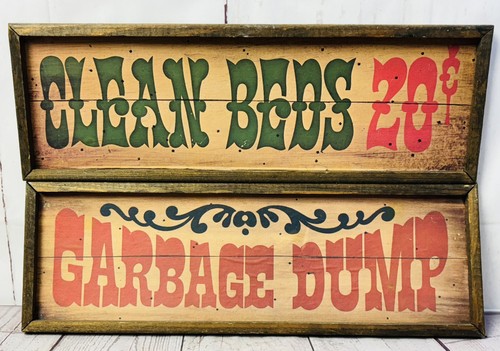 CLEAN BEDS 20¢
GARBAGE DUMP